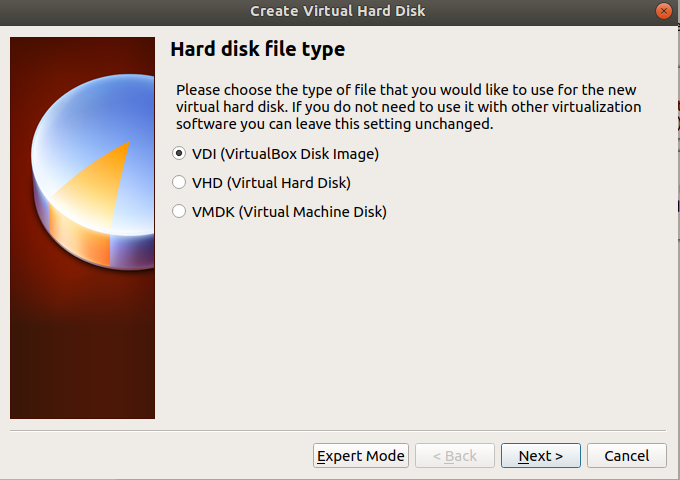 Create Virtual Hard Disk
Hard disk file type
Please choose the type of file that you would like to use for the new
virtual hard disk. If you do not need to use it with other virtualization
software you can leave this setting unchanged.
VDI (VirtualBox Disk Image)
VHD (Virtual Hard Disk)
VMDK (Virtual Machine Disk)
Expert Mode
< Back
Next >
Cancel